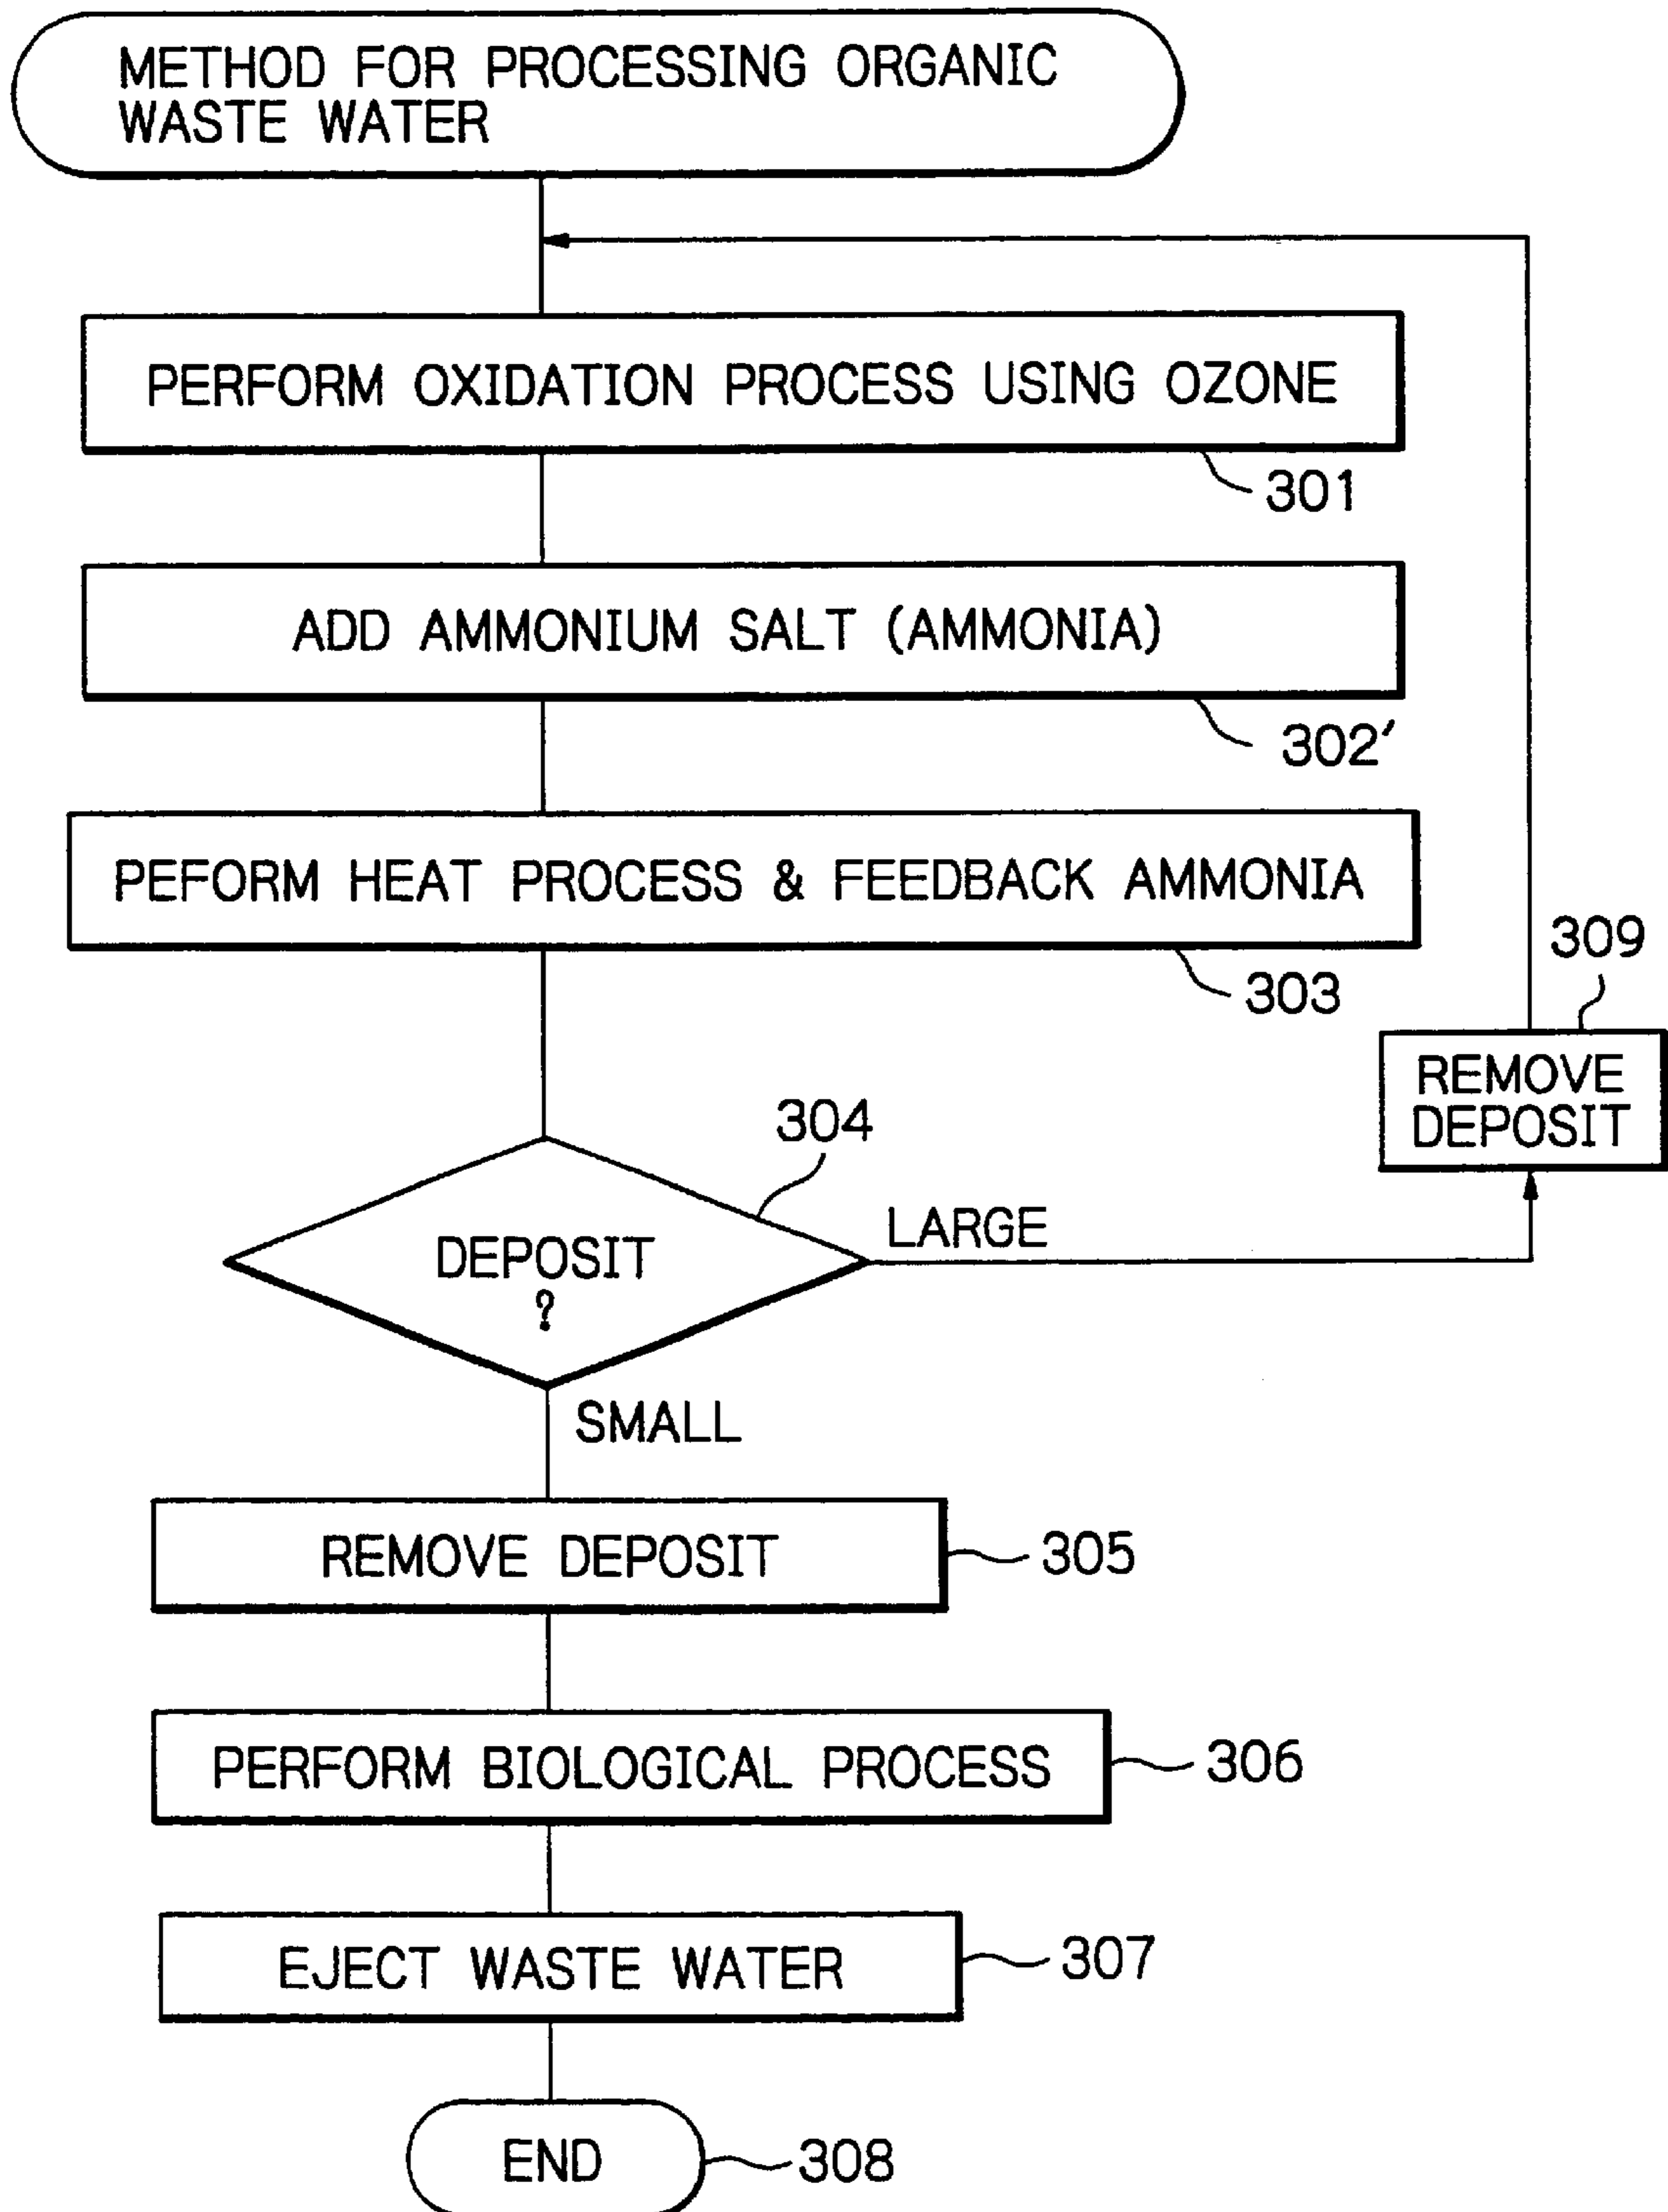 METHOD FOR PROCESSING ORGANIC
WASTE WATER
PERFORM OXIDATION PROCESS USING OZONE
301
ADD AMMONIUM SALT (AMMONIA)
302′
PEFORM HEAT PROCESS & FEEDBACK AMMONIA
303
309
REMOVE
DEPOSIT
304
LARGE
DEPOSIT
?
SMALL
REMOVE DEPOSIT
305
PERFORM BIOLOGICAL PROCESS
306
EJECT WASTE WATER
307
END
308